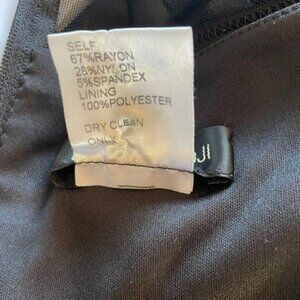 SELF
67%RAYON
28%NYLON
5%SPANDEX
LINING
100%POLYESTER
DRY CLEAN
ONLY